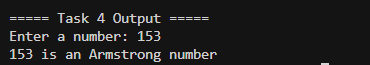 ===== Task 4 Output =====
Enter a number: 153
153 is an Armstrong number